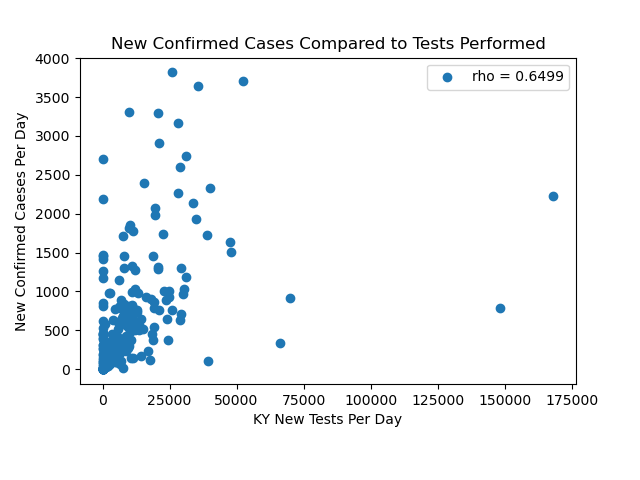 New Confirmed Cases Compared to Tests Performed
rho = 0.6499
New Confirmed Caeses Per Day
4000
3500
3000
2500
2000
1500
1000
500
0
0 25000 50000 75000 100000 125000 150000 175000
KY New Tests Per Day